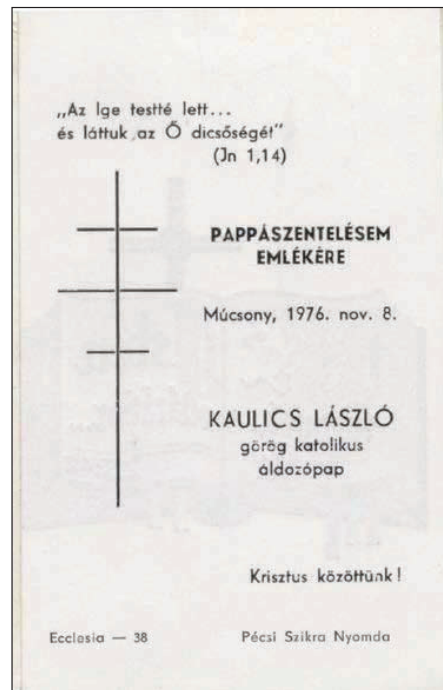 „Az Ige testté lett...
és láttuk az Ő dicsőségét"
(Jn 1,14)
PAPPÁSZENTELÉSEM
EMLÉKÉRE
Múcsony, 1976. nov. 8.
KAULICS LÁSZLÓ
görög katolikus
áldozópap
Krisztus közöttünk!
Ecclesia — 38 Pécsi Szikra Nyomda